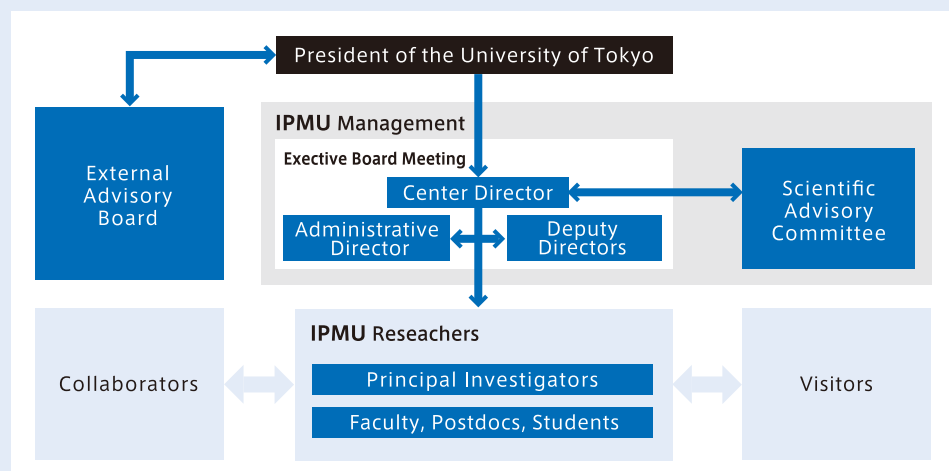 President of the University of Tokyo
External
Advisory
Board
IPMU Management
Exective Board Meeting
Center Director
Administrative
Director
Deputy
Directors
Scientific
Advisory
Committee
Collaborators
IPMU Reseachers
Principal Investigators
Faculty, Postdocs, Students
Visitors